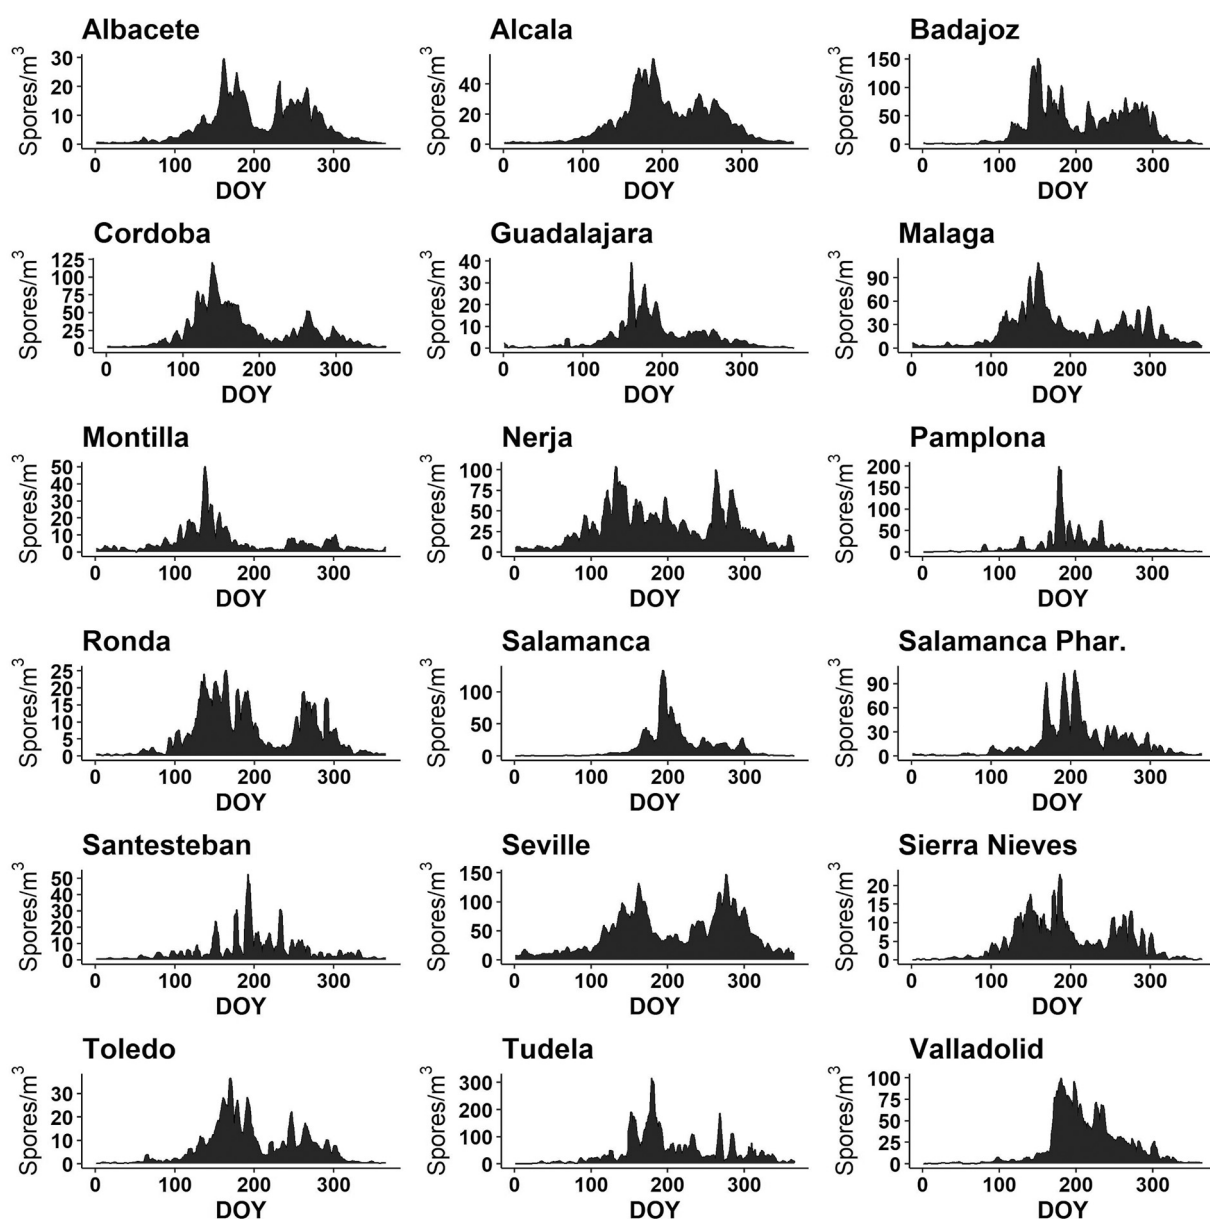 Albacete Alcala Badajoz
Spores/m³ 30 20 10 0 Spores/m³ 40 20 0 Spores/m³ 150 100 50 0
0 100 200 300 0 100 200 300 0 100 200 300
DOY DOY DOY
Cordoba Guadalajara Malaga
Spores/m³ 125 100 75 50 25 0 Spores/m³ 40 30 20 10 0 Spores/m³ 90 60 30 0
0 100 200 300 0 100 200 300 0 100 200 300
DOY DOY DOY
Montilla Nerja Pamplona
Spores/m³ 50 40 30 20 10 0 Spores/m³ 100 75 50 25 0 Spores/m³ 200 150 100 50 0
0 100 200 300 0 100 200 300 0 100 200 300
DOY DOY DOY
Ronda Salamanca Salamanca Phar.
Spores/m³ 25 20 15 10 5 0 Spores/m³ 100 50 0 Spores/m³ 90 60 30 0
0 100 200 300 0 100 200 300 0 100 200 300
DOY DOY DOY
Santesteban Seville Sierra Nieves
Spores/m³ 50 40 30 20 10 0 Spores/m³ 150 100 50 0 Spores/m³ 20 15 10 5 0
0 100 200 300 0 100 200 300 0 100 200 300
DOY DOY DOY
Toledo Tudela Valladolid
Spores/m³ 30 20 10 0 Spores/m³ 300 200 100 0 Spores/m³ 100 75 50 25 0
0 100 200 300 0 100 200 300 0 100 200 300
DOY DOY DOY